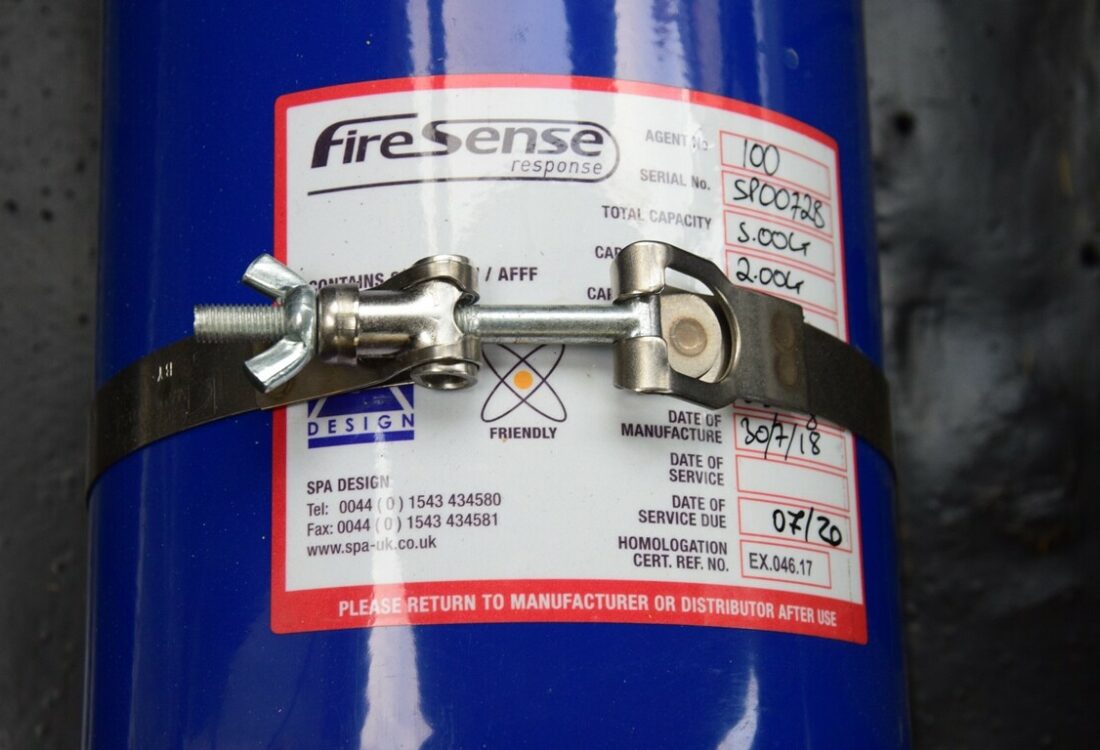 fireSense
response
AGENT No.
100
SERIAL No.
SP00728
TOTAL CAPACITY
5.00Lt
2.00Lt
CONTAINS
/ AFFF
DESIGN
FRIENDLY
DATE OF
MANUFACTURE
30/7/18
DATE OF
SERVICE
DATE OF
SERVICE DUE
07/20
HOMOLOGATION
CERT. REF. NO.
EX.046.17
SPA DESIGN
Tel: 0044 ( 0 ) 1543 434580
Fax: 0044 ( 0 ) 1543 434581
www.spa-uk.co.uk
PLEASE RETURN TO MANUFACTURER OR DISTRIBUTOR AFTER USE